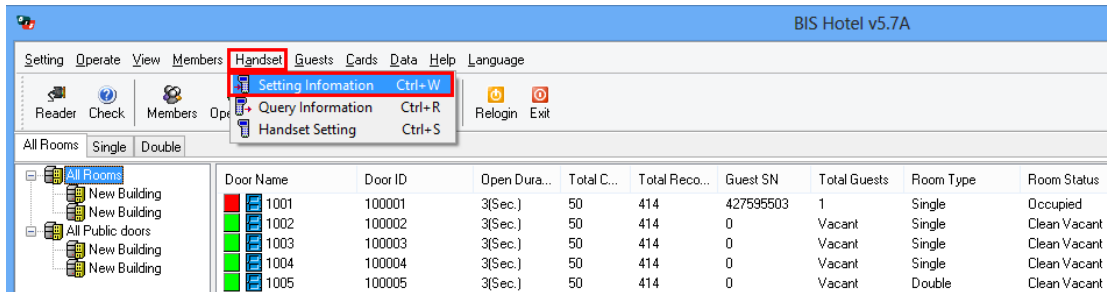 BIS Hotel v5.7A
Setting Operate View Members Handset Guests Cards Data Help Language
Setting Infomation Ctrl+W
Query Information Ctrl+R
Handset Setting Ctrl+S
Reader Check Members Ope Relogin Exit
All Rooms Single Double
All Rooms
New Building
New Building
All Public doors
New Building
New Building
Door Name Door ID Open Dura... Total C... Total Reco... Guest SN Total Guests Room Type Room Status
1001 100001 3(Sec.) 50 414 427595503 1 Single Occupied
1002 100002 3(Sec.) 50 414 0 Vacant Single Clean Vacant
1003 100003 3(Sec.) 50 414 0 Vacant Single Clean Vacant
1004 100004 3(Sec.) 50 414 0 Vacant Single Clean Vacant
1005 100005 3(Sec.) 50 414 0 Vacant Double Clean Vacant